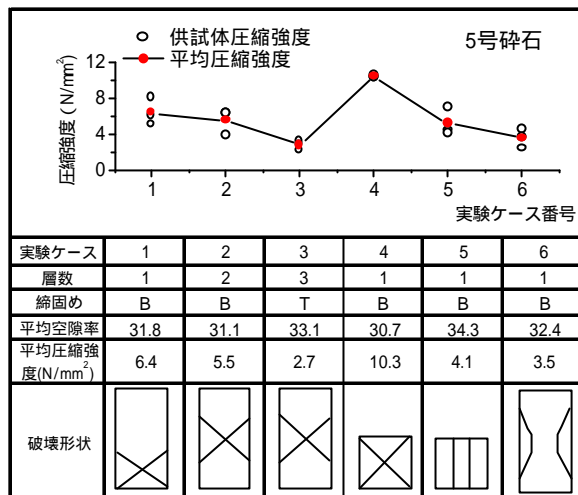 供試体圧縮強度 5号砕石
平均圧縮強度
圧縮強度（N/mm²）
12
8
4
0
1 2 3 4 5 6
実験ケース番号
実験ケース 1 2 3 4 5 6
層数 1 2 3 1 1 1
締固め B B T B B B
平均空隙率 31.8 31.1 33.1 30.7 34.3 32.4
平均圧縮強
度(N/mm²) 6.4 5.5 2.7 10.3 4.1 3.5
破壊形状